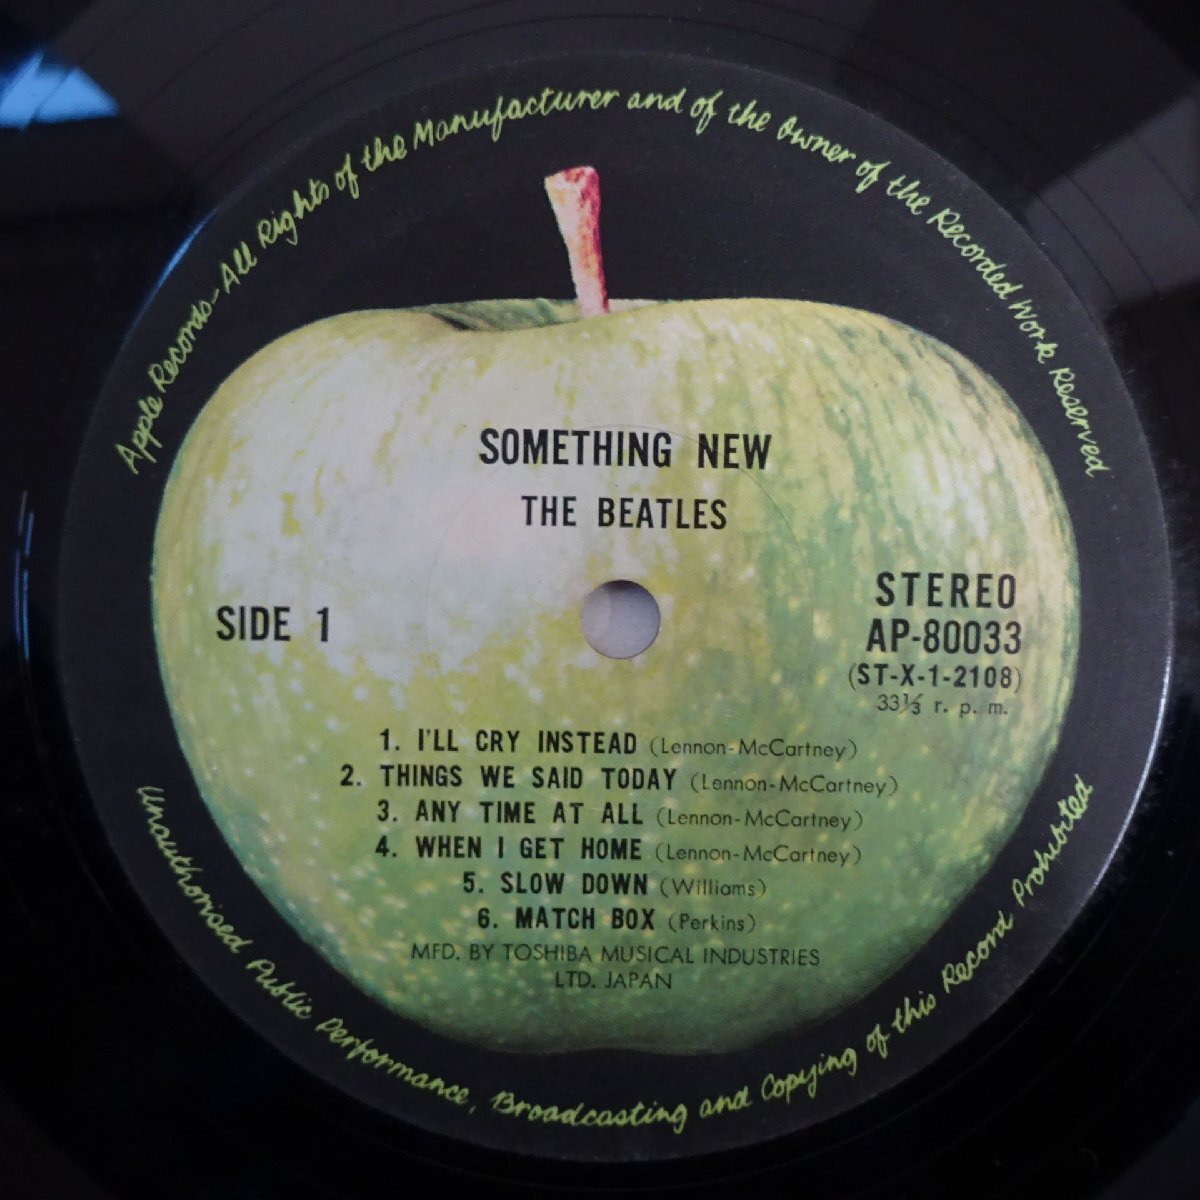 Apple Records-All Rights of the Manufacturer and of the Owner of the Recorded Work Reserved
SOMETHING NEW
THE BEATLES
SIDE 1
STEREO
AP-80033
(ST-X-1-2108)
33⅓ r. p. m.
1. I'LL CRY INSTEAD (Lennon-McCartney)
2. THINGS WE SAID TODAY (Lennon-McCartney)
3. ANY TIME AT ALL (Lennon-McCartney)
4. WHEN I GET HOME (Lennon-McCartney)
5. SLOW DOWN (Williams)
6. MATCH BOX (Perkins)
MFD. BY TOSHIBA MUSICAL INDUSTRIES
LTD. JAPAN
Unauthorised Public Performance, Broadcasting and Copying of this Record Prohibited